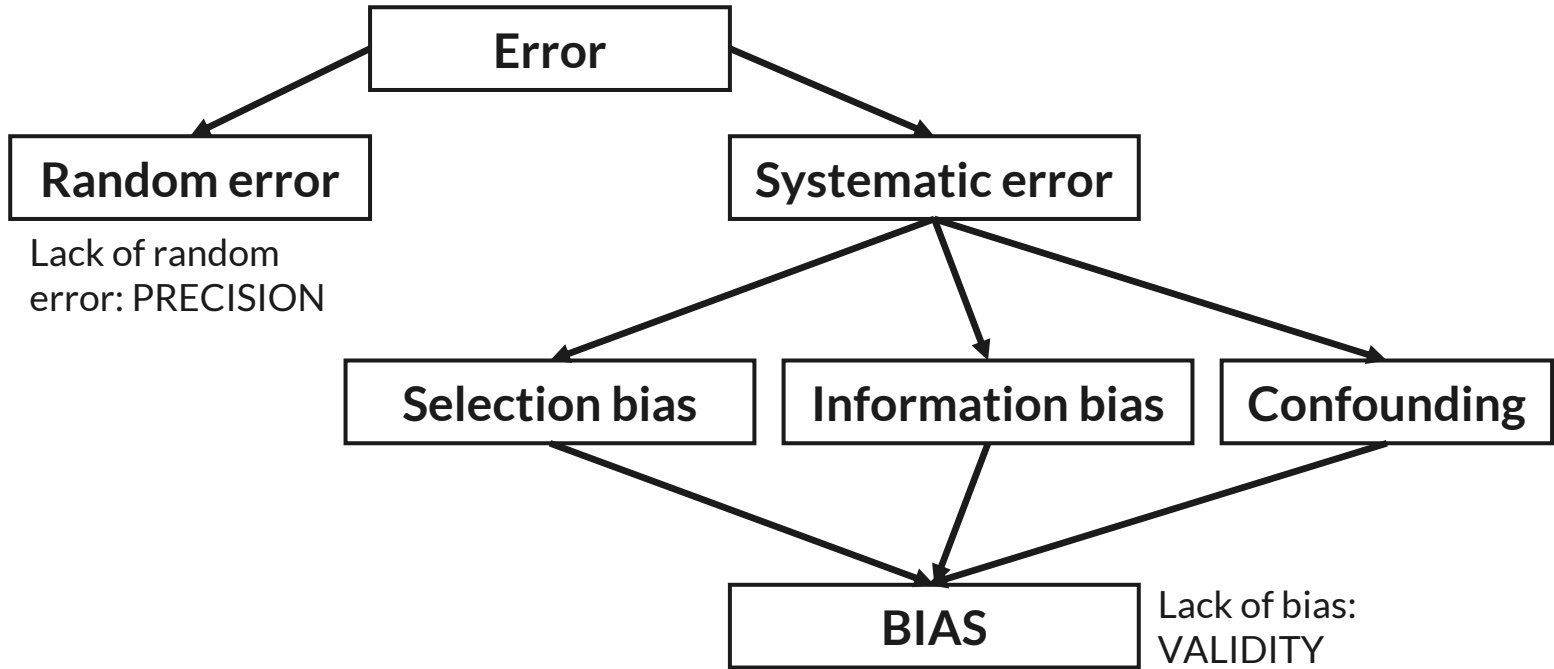 Error
Random error
Systematic error
Lack of random
error: PRECISION
Selection bias
Information bias
Confounding
BIAS
Lack of bias:
VALIDITY